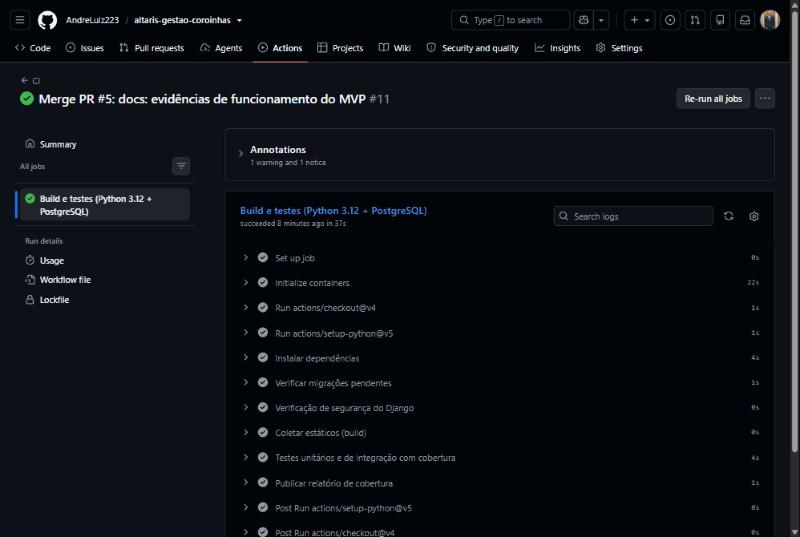 AndreLuiz223 / altaris-gestao-coroinhas
Type / to search
Code Issues Pull requests Agents Actions Projects Wiki Security and quality Insights Settings
CI
Merge PR #5: docs: evidências de funcionamento do MVP #11
Re-run all jobs
Summary
All jobs
Build e testes (Python 3.12 +
PostgreSQL)
Run details
Usage
Workflow file
Lockfile
Annotations
1 warning and 1 notice
Build e testes (Python 3.12 + PostgreSQL)
succeeded 8 minutes ago in 37s
Search logs
Set up job 0s
Initialize containers 22s
Run actions/checkout@v4 1s
Run actions/setup-python@v5 1s
Instalar dependências 4s
Verificar migrações pendentes 1s
Verificação de segurança do Django 0s
Coletar estáticos (build) 0s
Testes unitários e de integração com cobertura 4s
Publicar relatório de cobertura 1s
Post Run actions/setup-python@v5 0s
Post Run actions/checkout@v4 0s